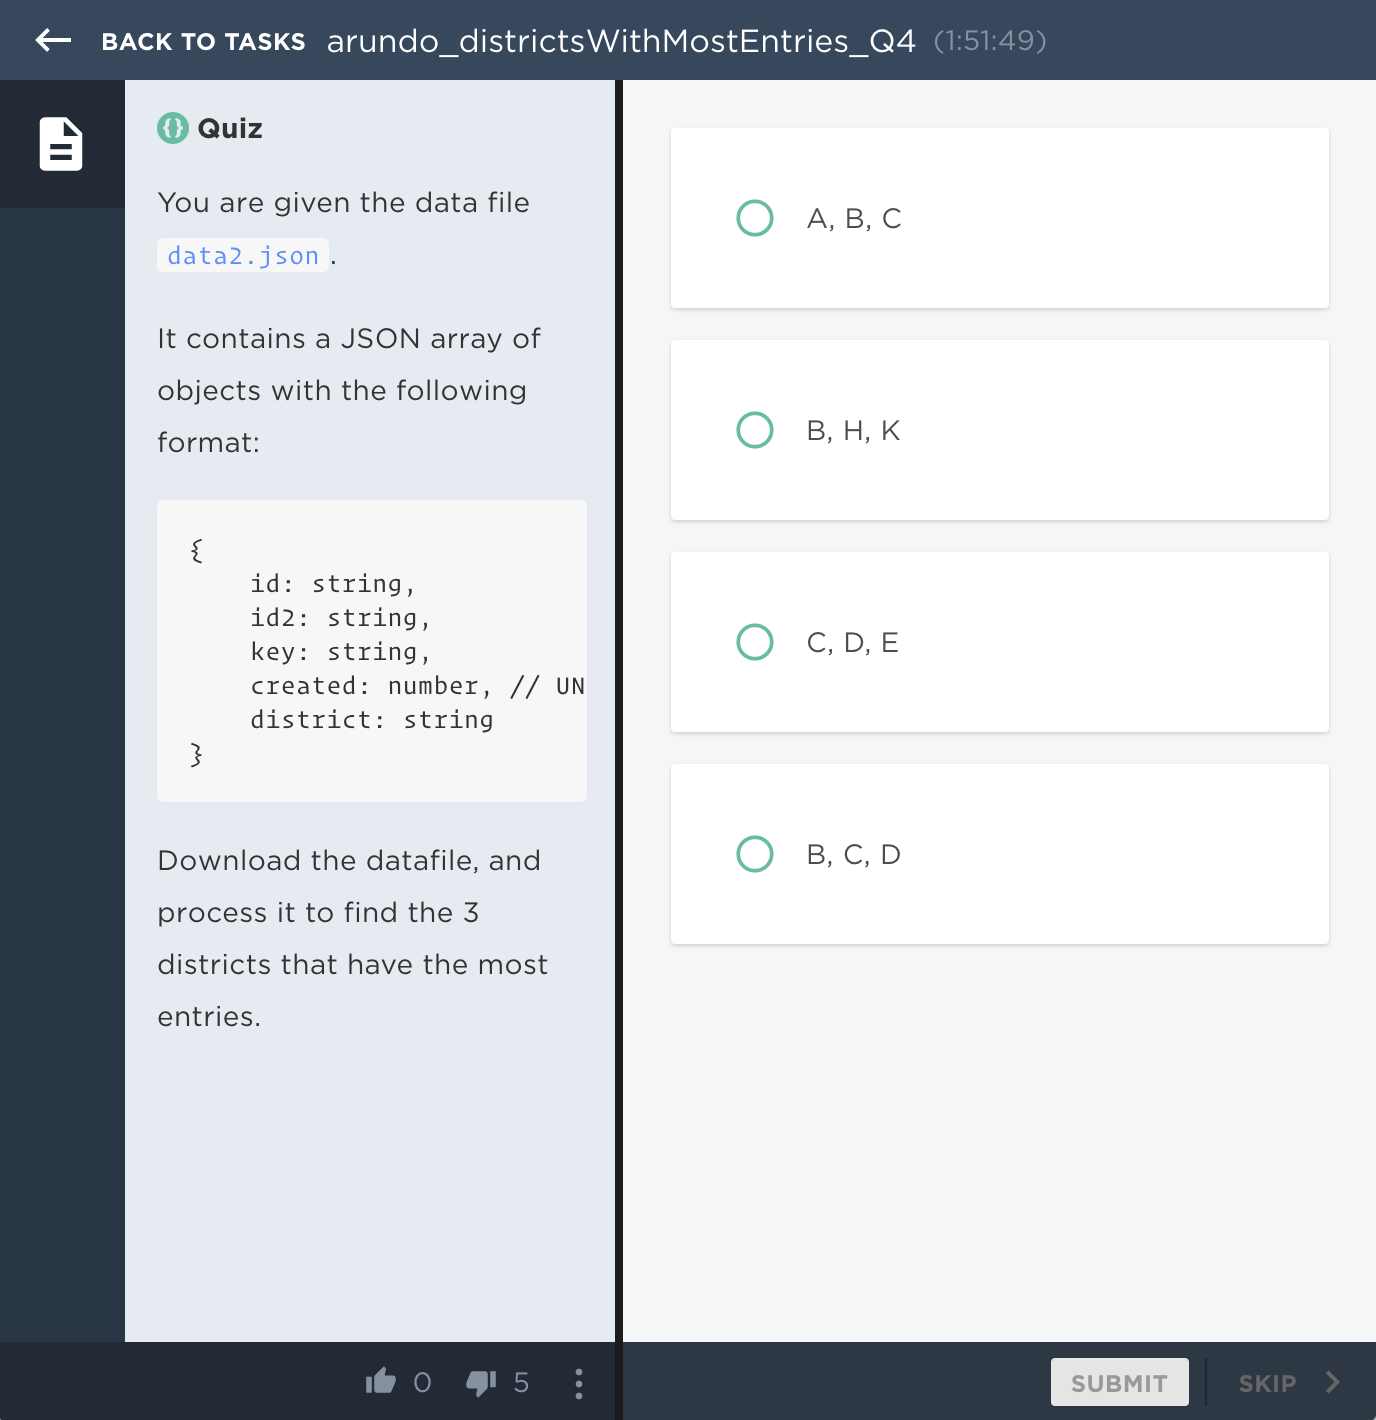 BACK TO TASKS arundo_districtsWithMostEntries_Q4 (1:51:49)
{} Quiz
You are given the data file
data2.json.
It contains a JSON array of
objects with the following
format:
{
    id: string,
    id2: string,
    key: string,
    created: number, // UN
    district: string
}
Download the datafile, and
process it to find the 3
districts that have the most
entries.
A, B, C
B, H, K
C, D, E
B, C, D
0 5
SUBMIT SKIP